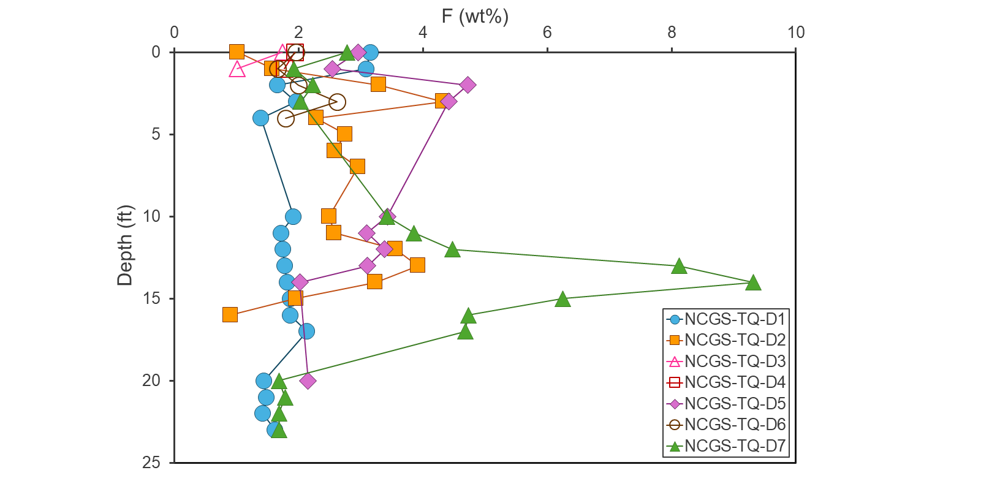 F (wt%)
0 2 4 6 8 10
0
5
10
15
20
25
Depth (ft)
NCGS-TQ-D1
NCGS-TQ-D2
NCGS-TQ-D3
NCGS-TQ-D4
NCGS-TQ-D5
NCGS-TQ-D6
NCGS-TQ-D7